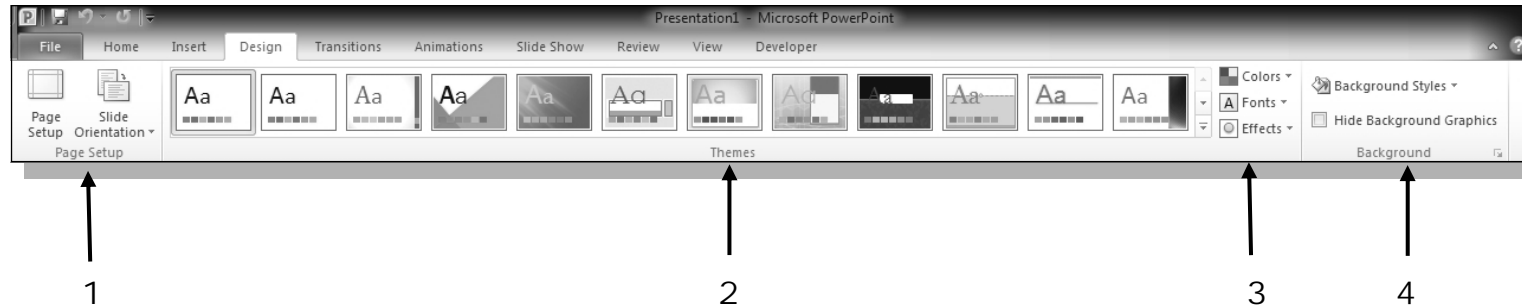 Presentation1 - Microsoft PowerPoint
File Home Insert Design Transitions Animations Slide Show Review View Developer
Aa Aa Aa Aa Aa Aa Aa Aa Aa Aa Aa Aa
Page Setup
Slide Orientation
Colors
Fonts
Effects
Background Styles
Hide Background Graphics
Page Setup Themes Background
1 2 3 4